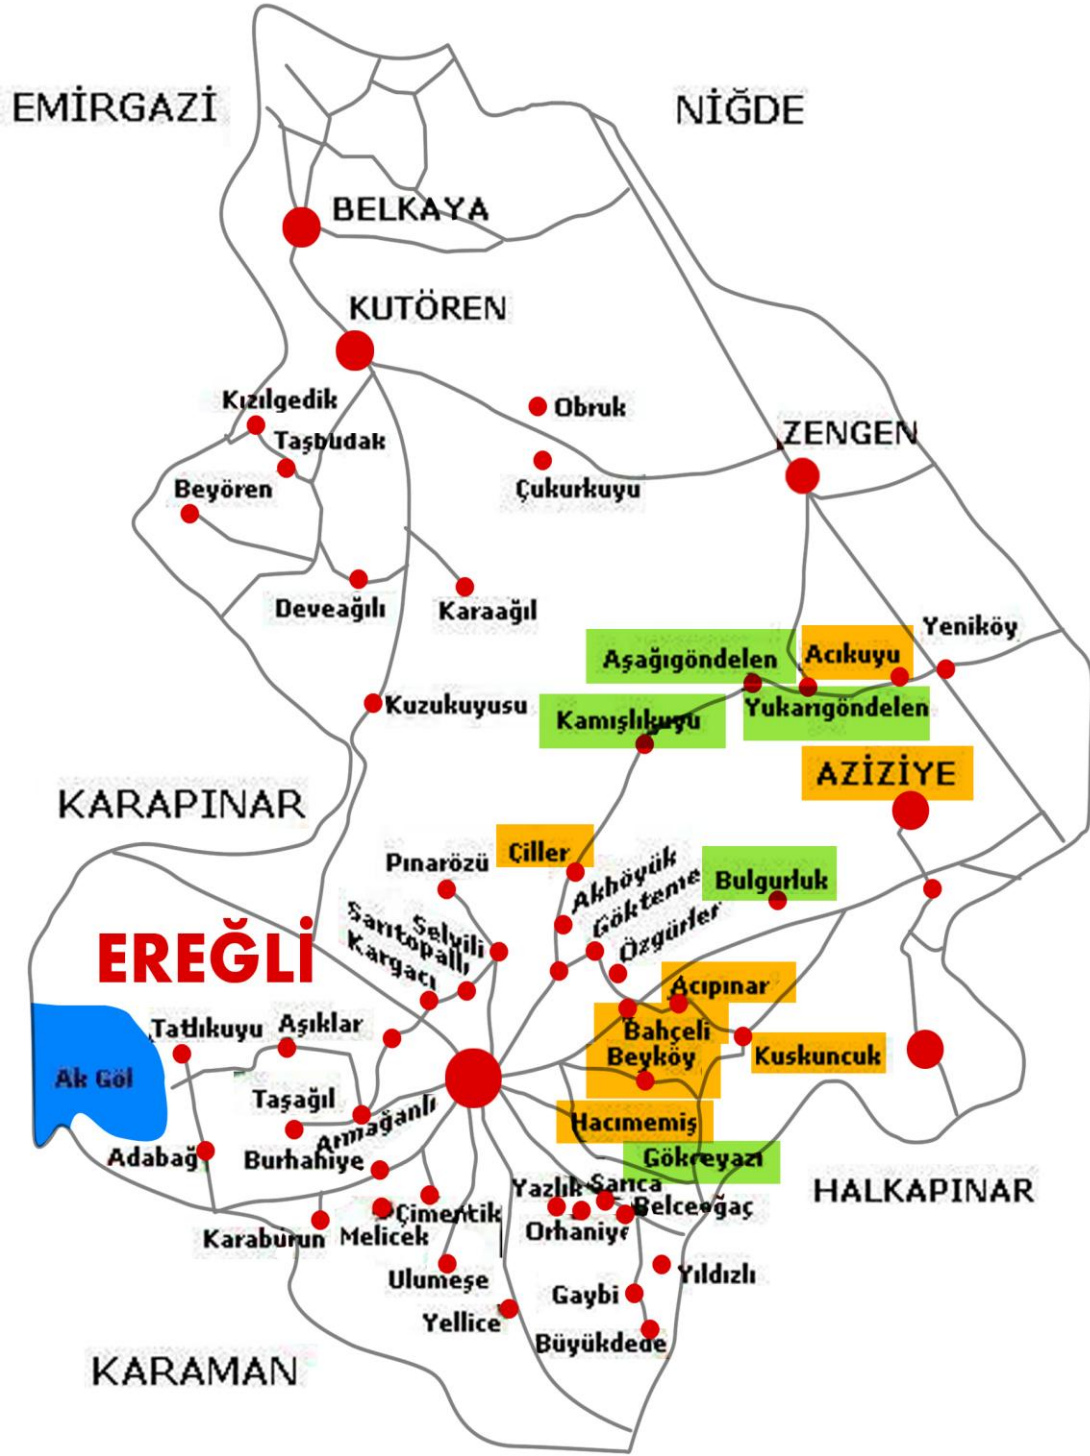 EMİRGAZİ
NİĞDE
BELKAYA
KUTÖREN
Kızılgedik
Obruk
Taşbudak
ZENGEN
Beyören
Çukurkuyu
Deveağılı
Karaağıl
Yeniköy
Aşağıgöndelen
Acıkuyu
Kuzukuyusu
Yukarıgöndelen
Kamışlıkuyu
AZİZİYE
KARAPINAR
Çiller
Pınarözü
Akhöyük
Gökteme
Bulgurluk
Özgürler
Selvili
Sarıtopallı
Kargacı
EREĞLİ
Acıpınar
Tatlıkuyu
Aşıklar
Bahçeli
Beyköy
Kuskuncuk
Ak Göl
Taşağıl
Armağanlı
Hacımemiş
Adabağ
Burhaniye
Gökçeyazı
Yazlık
Sarıca
HALKAPINAR
Belceağaç
Çimencik
Orhaniye
Karaburun
Melicek
Ulumeşe
Yıldızlı
Gaybi
Yellice
Büyükdede
KARAMAN